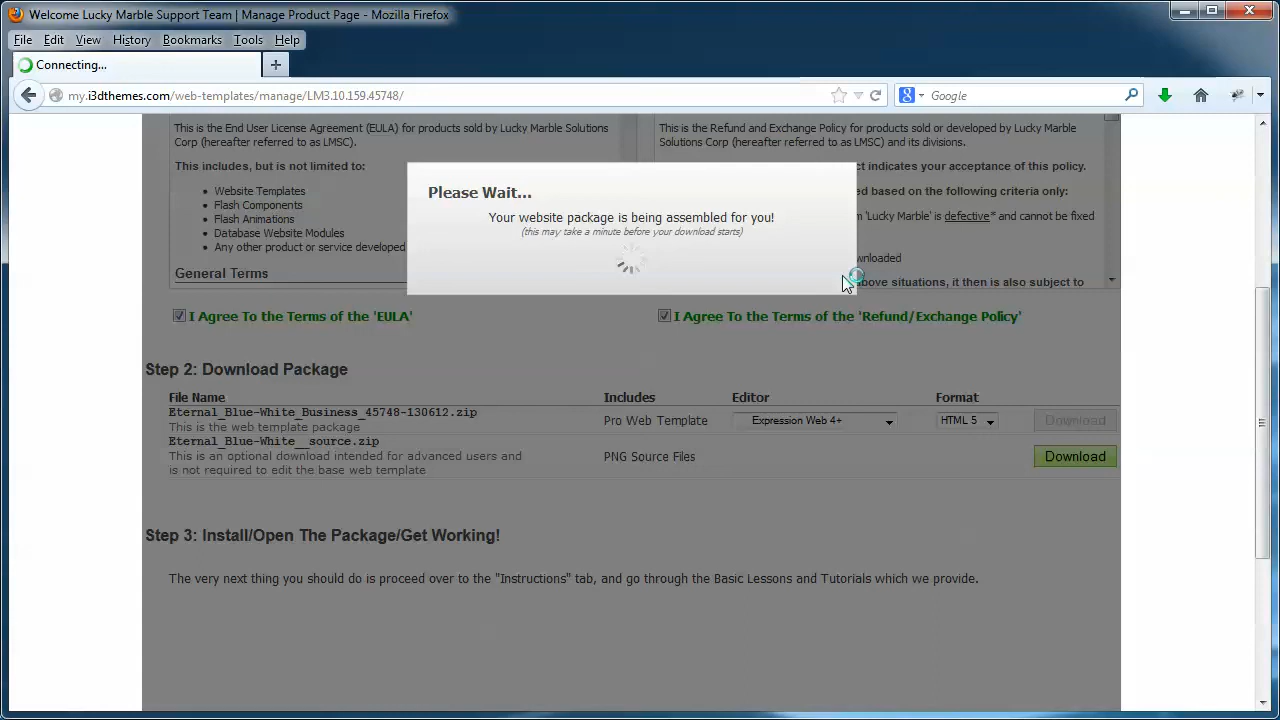 Welcome Lucky Marble Support Team | Manage Product Page - Mozilla Firefox
File Edit View History Bookmarks Tools Help
Connecting...
my.i3dthemes.com/web-templates/manage/LM3.10.159.45748/
Google
This is the End User License Agreement (EULA) for products sold by Lucky Marble Solutions
Corp (hereafter referred to as LMSC).
This includes, but is not limited to:
Website Templates
Flash Components
Flash Animations
Database Website Modules
Any other product or service developed
General Terms
This is the Refund and Exchange Policy for products sold or developed by Lucky Marble
Solutions Corp (hereafter referred to as LMSC) and its divisions.
ct indicates your acceptance of this policy.
ed based on the following criteria only:
'Lucky Marble' is defective* and cannot be fixed
wnloaded
bove situations, it then is also subject to
Please Wait...
Your website package is being assembled for you!
(this may take a minute before your download starts)
I Agree To the Terms of the 'EULA'
I Agree To the Terms of the 'Refund/Exchange Policy'
Step 2: Download Package
File Name Includes Editor Format
Eternal_Blue-White_Business_45748-130612.zip
This is the web template package
Pro Web Template Expression Web 4+ HTML 5 Download
Eternal_Blue-White__source.zip
This is an optional download intended for advanced users and
is not required to edit the base web template
PNG Source Files Download
Step 3: Install/Open The Package/Get Working!
The very next thing you should do is proceed over to the "Instructions" tab, and go through the Basic Lessons and Tutorials which we provide.